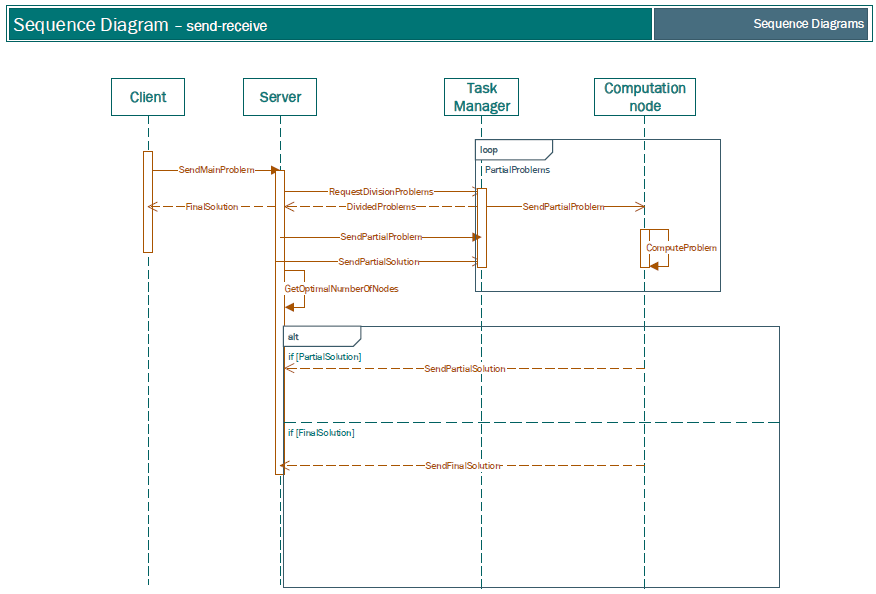 Sequence Diagram – send-receive
Sequence Diagrams
Client
Server
Task
Manager
Computation
node
loop
PartialProblems
SendMainProblem
RequestDivisionProblems
FinalSolution
DividedProblems
SendPartialProblem
SendPartialProblem
ComputeProblem
SendPartialSolution
GetOptimalNumberOfNodes
alt
if [PartialSolution]
SendPartialSolution
if [FinalSolution]
SendFinalSolution